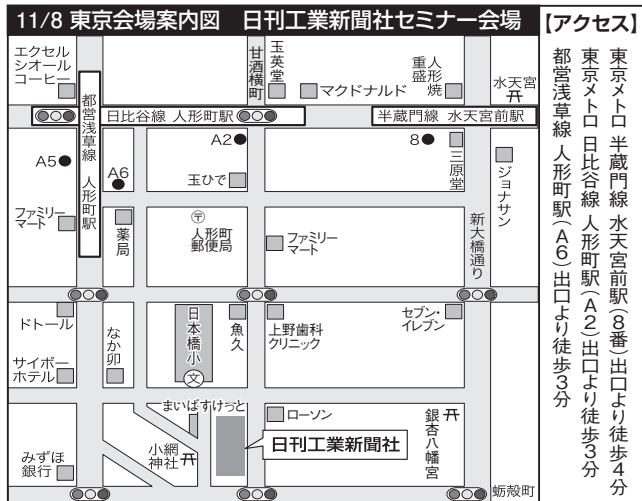 11/8 東京会場案内図 日刊工業新聞社セミナー会場
【アクセス】
東京メトロ 半蔵門線 水天宮前駅(8番)出口より徒歩4分
東京メトロ 日比谷線 人形町駅(A2)出口より徒歩3分
都営浅草線 人形町駅(A6)出口より徒歩3分
エクセル
シオール
コーヒー
甘酒横町
玉英堂
マクドナルド
重盛
人形焼
水天宮
都営浅草線 人形町駅
日比谷線 人形町駅
半蔵門線 水天宮前駅
A5
A6
A2
8
玉ひで
三原堂
ジョナサン
ファミリー
マート
薬局
〒
人形町
郵便局
ファミリー
マート
新大橋通り
ドトール
サイボー
ホテル
なか卯
日本橋小
文
魚久
上野歯科
クリニック
セブン-
イレブン
まいばすけっと
ローソン
銀杏八幡宮
みずほ
銀行
小網
神社
日刊工業新聞社
蛎殻町